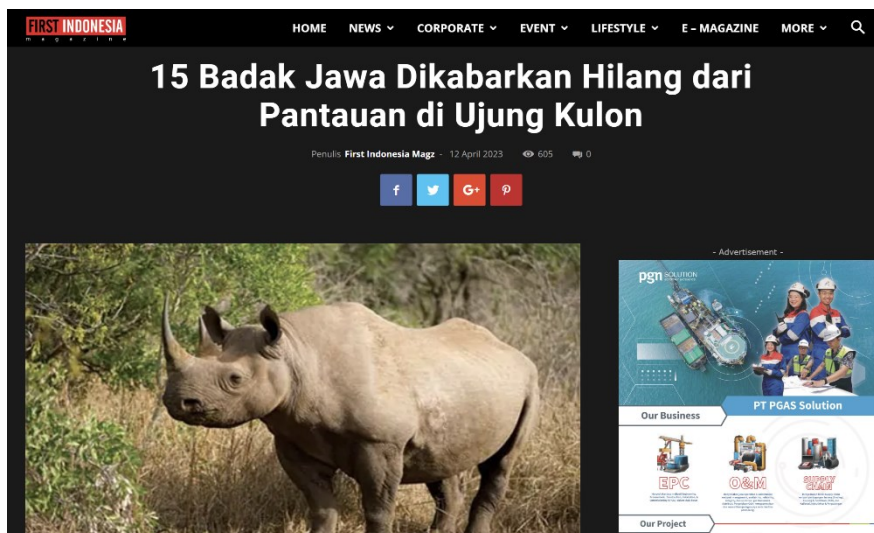 FIRST INDONESIA
magazine
HOME NEWS CORPORATE EVENT LIFESTYLE E – MAGAZINE MORE
15 Badak Jawa Dikabarkan Hilang dari
Pantauan di Ujung Kulon
Penulis First Indonesia Magz - 12 April 2023 605 0
f G+
- Advertisement -
pgn SOLUTION
PT PGAS Solution
Our Business
EPC O&M SUPPLY
CHAIN
Our Project